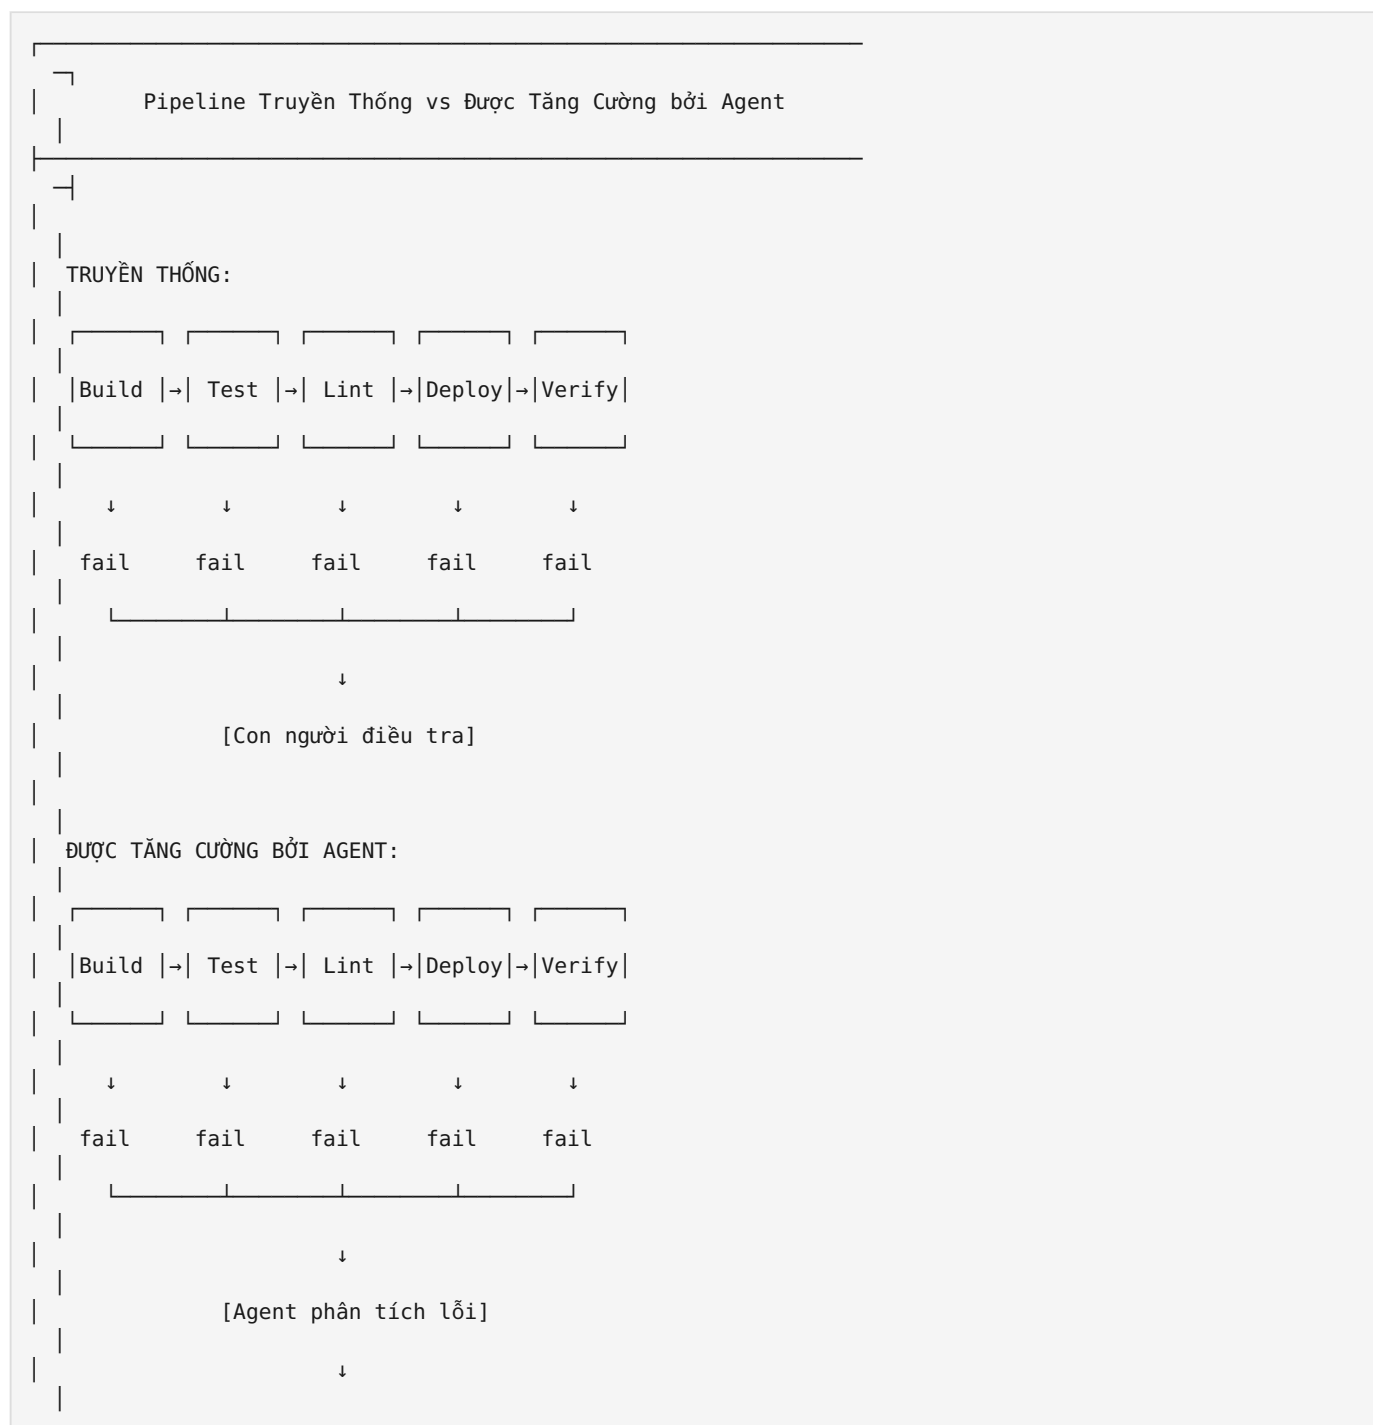 ┌────────────────────────────────────────────────────────────────
─┐
│        Pipeline Truyền Thống vs Được Tăng Cường bởi Agent
│
├────────────────────────────────────────────────────────────────
─┤
│
│
│  TRUYỀN THỐNG:
│
│  ┌──────┐ ┌──────┐ ┌──────┐ ┌──────┐ ┌──────┐
│
│  │Build │→│ Test │→│ Lint │→│Deploy│→│Verify│
│
│  └──────┘ └──────┘ └──────┘ └──────┘ └──────┘
│
│     ↓        ↓        ↓        ↓        ↓
│
│   fail     fail     fail     fail     fail
│
│     └────────┴────────┴────────┴────────┘
│
│                       ↓
│
│              [Con người điều tra]
│
│
│
│  ĐƯỢC TĂNG CƯỜNG BỞI AGENT:
│
│  ┌──────┐ ┌──────┐ ┌──────┐ ┌──────┐ ┌──────┐
│
│  │Build │→│ Test │→│ Lint │→│Deploy│→│Verify│
│
│  └──────┘ └──────┘ └──────┘ └──────┘ └──────┘
│
│     ↓        ↓        ↓        ↓        ↓
│
│   fail     fail     fail     fail     fail
│
│     └────────┴────────┴────────┴────────┘
│
│                       ↓
│
│              [Agent phân tích lỗi]
│
│                       ↓
│